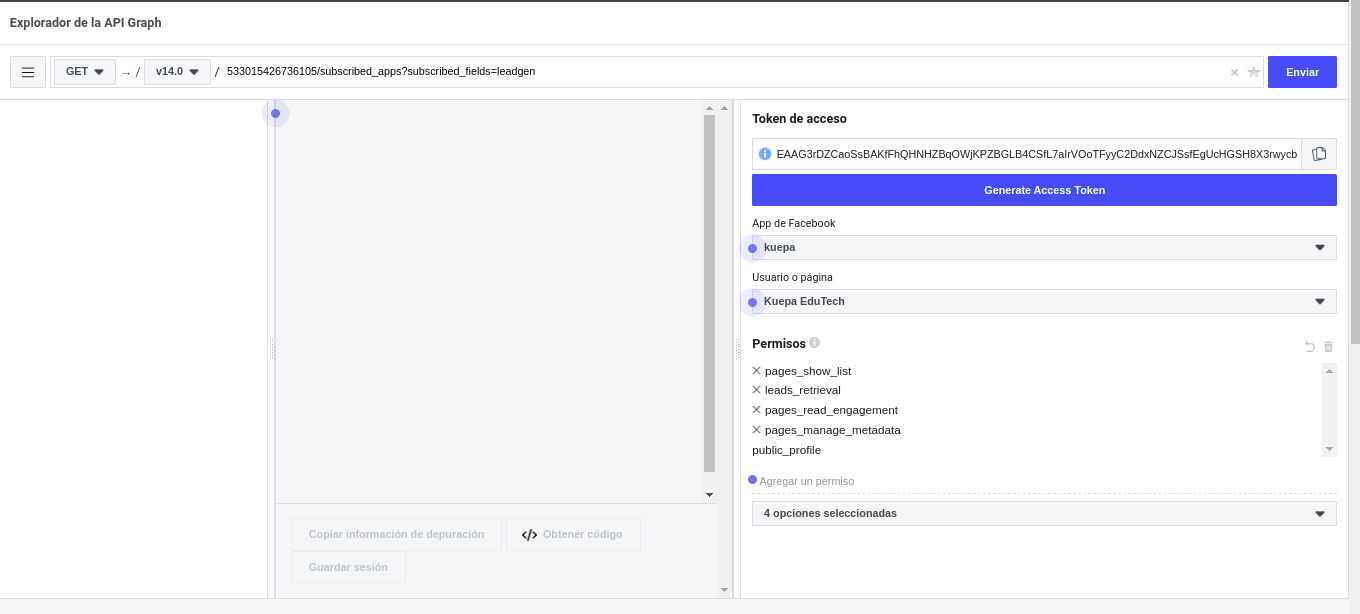 Explorador de la API Graph
GET → / v14.0 / 533015426736105/subscribed_apps?subscribed_fields=leadgen
Enviar
Token de acceso
EAAG3rDZCaoSsBAKfFhQHNHZBqOWjKPZBGLB4CSfL7aIrVOoTFyyC2DdxNZCJSsfEgUcHGSH8X3rwycb
Generate Access Token
App de Facebook
kuepa
Usuario o página
Kuepa EduTech
Permisos
pages_show_list
leads_retrieval
pages_read_engagement
pages_manage_metadata
public_profile
Agregar un permiso
4 opciones seleccionadas
Copiar información de depuración
</> Obtener código
Guardar sesión